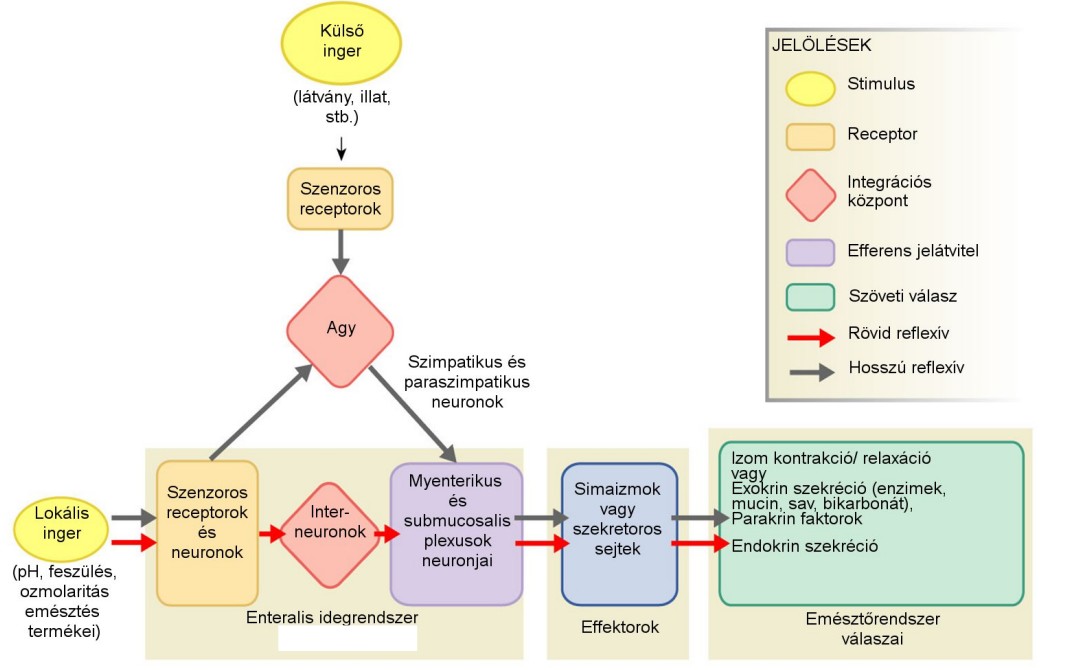 Külső
inger
(látvány, illat,
stb.)
Szenzoros
receptorok
Agy
Szimpatikus és
paraszimpatikus
neuronok
JELÖLÉSEK
Stimulus
Receptor
Integrációs
központ
Efferens jelátvitel
Szöveti válasz
Rövid reflexív
Hosszú reflexív
Lokális
inger
(pH, feszülés,
ozmolaritás
emésztés
termékei)
Szenzoros
receptorok
és
neuronok
Inter-
neuronok
Myenterikus
és
submucosalis
plexusok
neuronjai
Enteralis idegrendszer
Simaizmok
vagy
szekretoros
sejtek
Effektorok
Izom kontrakció/ relaxáció
vagy
Exokrin szekréció (enzimek,
mucin, sav, bikarbonát),
Parakrin faktorok
Endokrin szekréció
Emésztőrendszer
válaszai